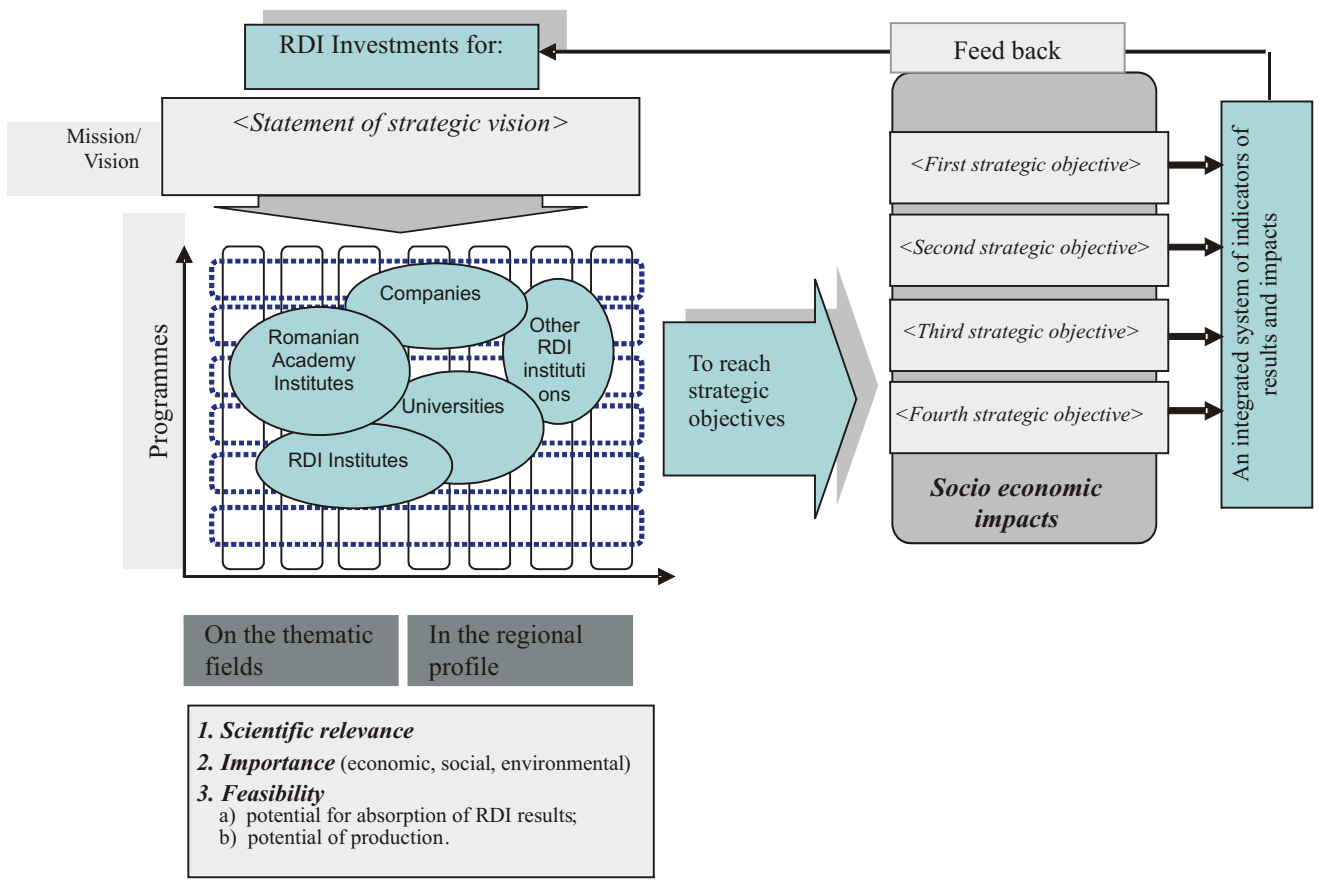 RDI Investments for:
Feed back
<Statement of strategic vision>
Mission/
Vision
Programmes
Companies
Romanian
Academy
Institutes
Other
RDI
instituti
ons
Universities
RDI Institutes
To reach
strategic
objectives
<First strategic objective>
<Second strategic objective>
<Third strategic objective>
<Fourth strategic objective>
Socio economic
impacts
An integrated system of indicators of
results and impacts
On the thematic
fields
In the regional
profile
1. Scientific relevance
2. Importance (economic, social, environmental)
3. Feasibility
a) potential for absorption of RDI results;
b) potential of production.